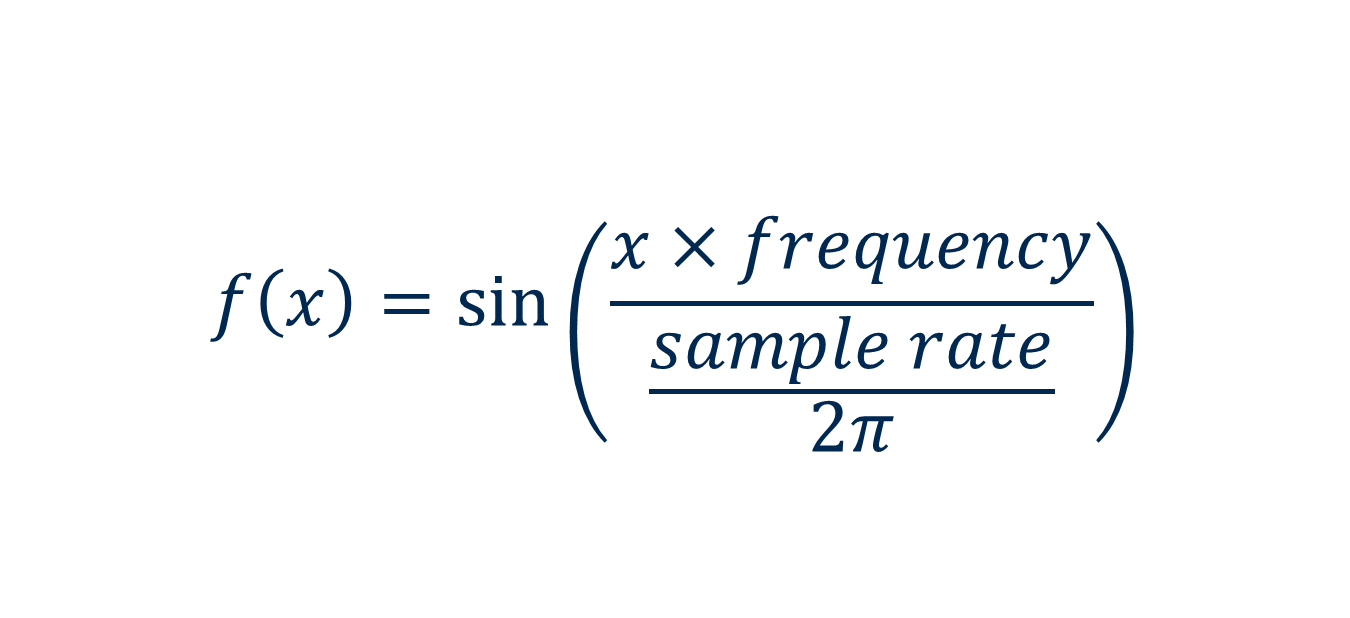 f(x) = sin(
x × frequency
sample rate
2π
)